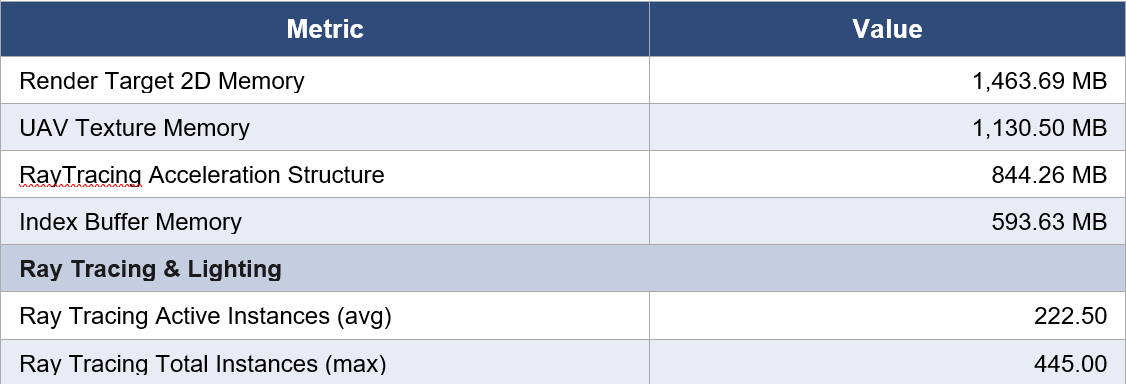 Metric Value
Render Target 2D Memory 1,463.69 MB
UAV Texture Memory 1,130.50 MB
RayTracing Acceleration Structure 844.26 MB
Index Buffer Memory 593.63 MB
Ray Tracing & Lighting
Ray Tracing Active Instances (avg) 222.50
Ray Tracing Total Instances (max) 445.00